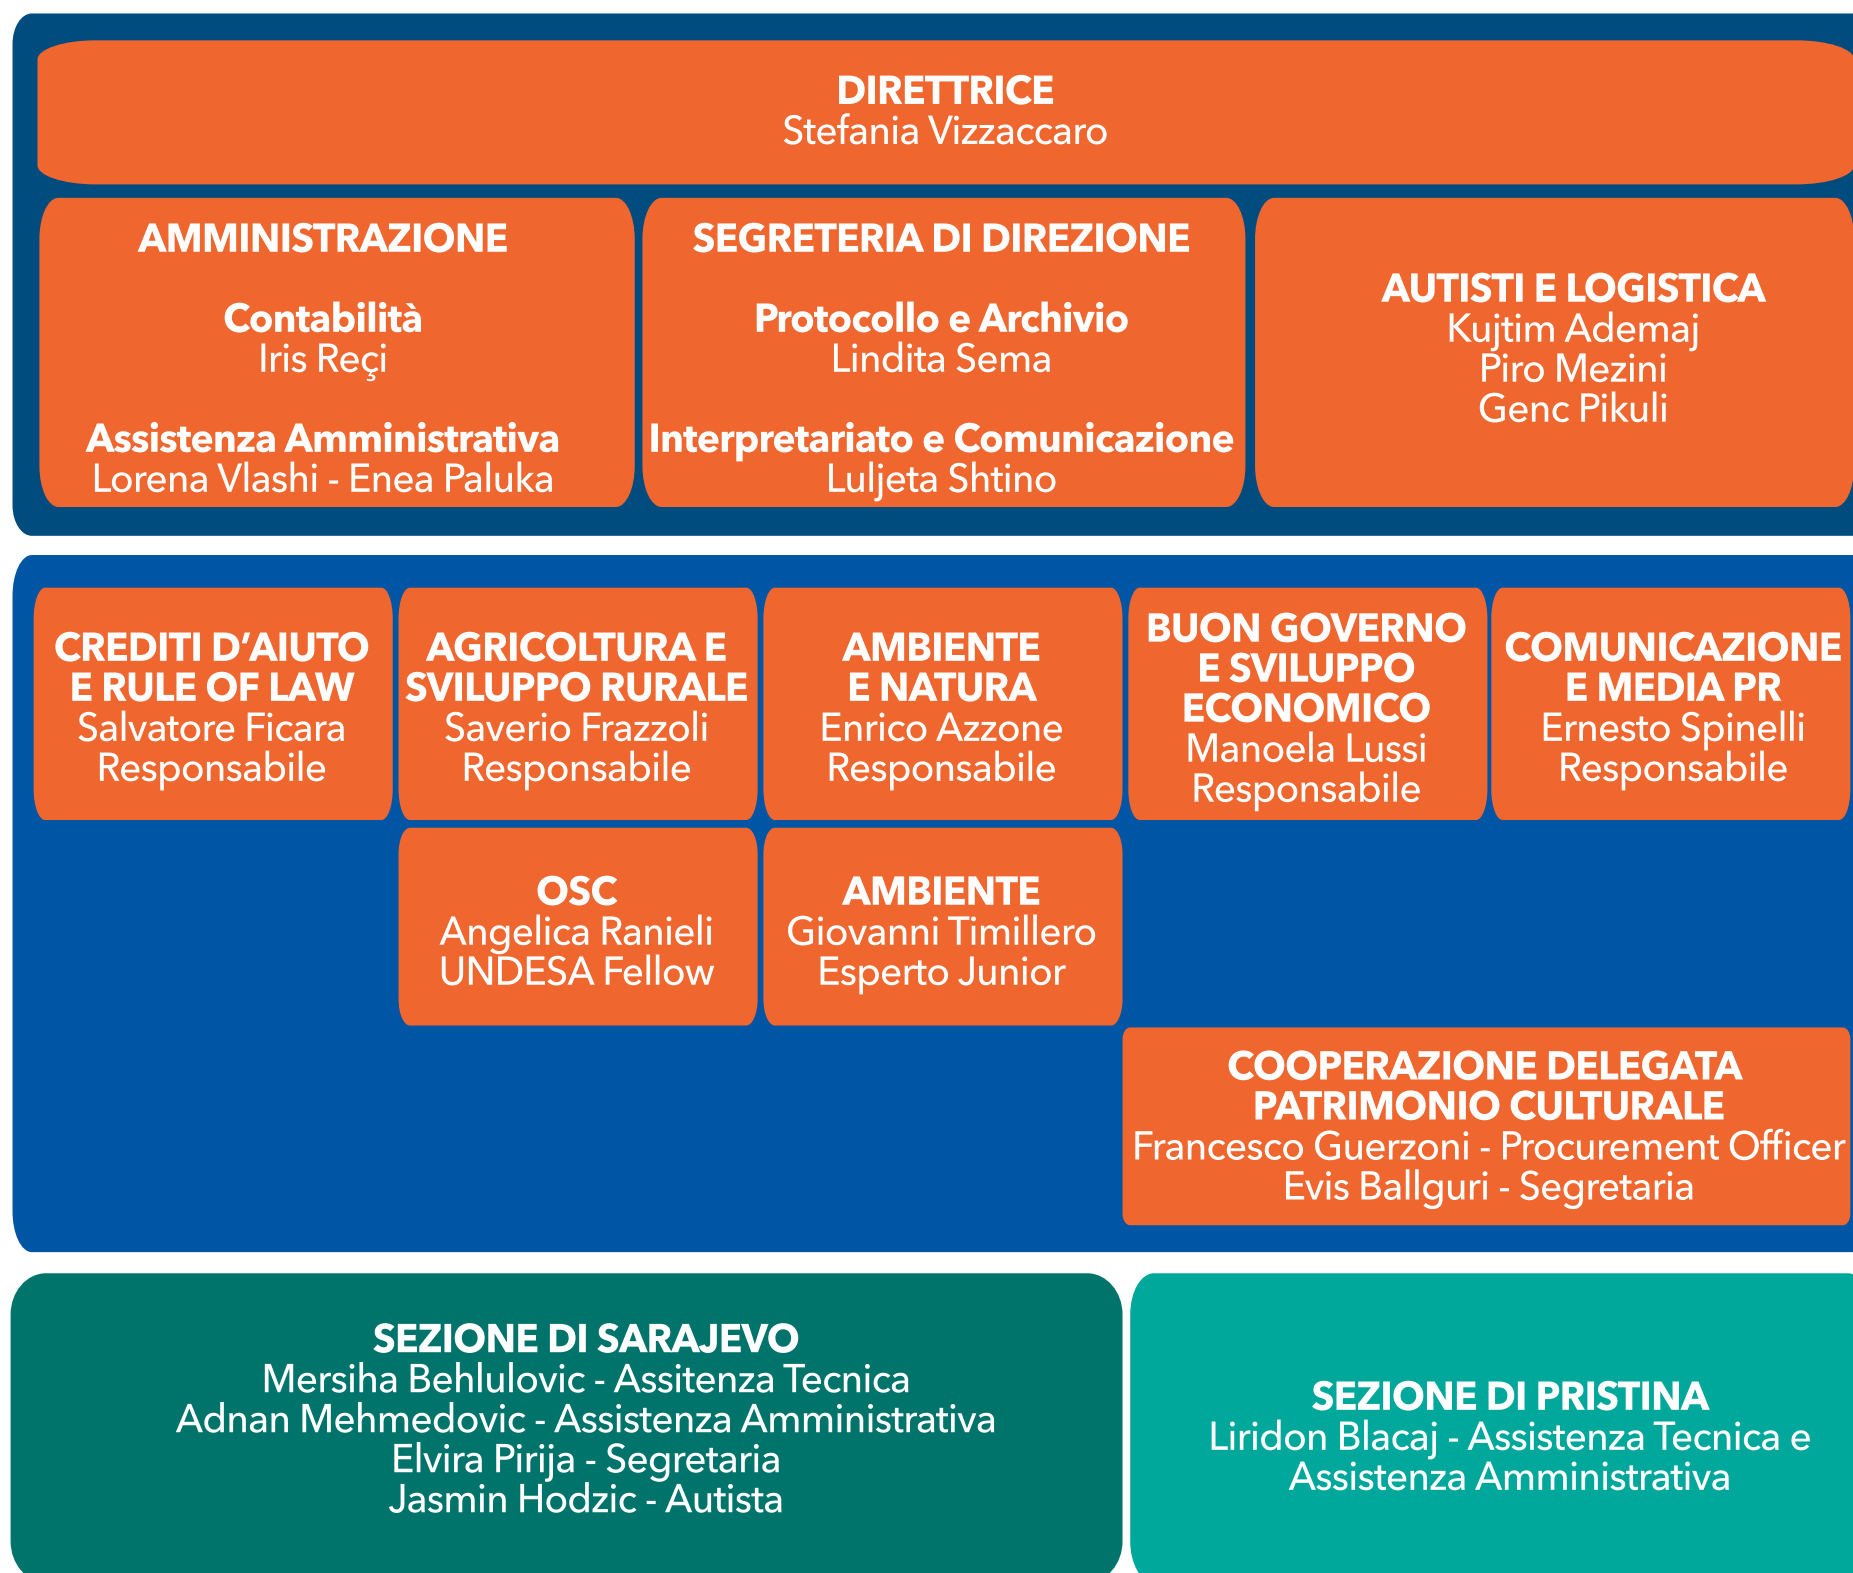 DIRETTRICE
Stefania Vizzaccaro
AMMINISTRAZIONE
Contabilità
Iris Reçi
Assistenza Amministrativa
Lorena Vlashi - Enea Paluka
SEGRETERIA DI DIREZIONE
Protocollo e Archivio
Lindita Sema
Interpretariato e Comunicazione
Luljeta Shtino
AUTISTI E LOGISTICA
Kujtim Ademaj
Piro Mezini
Genc Pikuli
CREDITI D’AIUTO
E RULE OF LAW
Salvatore Ficara
Responsabile
AGRICOLTURA E
SVILUPPO RURALE
Saverio Frazzoli
Responsabile
AMBIENTE
E NATURA
Enrico Azzone
Responsabile
BUON GOVERNO
E SVILUPPO
ECONOMICO
Manoela Lussi
Responsabile
COMUNICAZIONE
E MEDIA PR
Ernesto Spinelli
Responsabile
OSC
Angelica Ranieli
UNDESA Fellow
AMBIENTE
Giovanni Timillero
Esperto Junior
COOPERAZIONE DELEGATA
PATRIMONIO CULTURALE
Francesco Guerzoni - Procurement Officer
Evis Ballguri - Segretaria
SEZIONE DI SARAJEVO
Mersiha Behlulovic - Assitenza Tecnica
Adnan Mehmedovic - Assistenza Amministrativa
Elvira Pirija - Segretaria
Jasmin Hodzic - Autista
SEZIONE DI PRISTINA
Liridon Blacaj - Assistenza Tecnica e
Assistenza Amministrativa